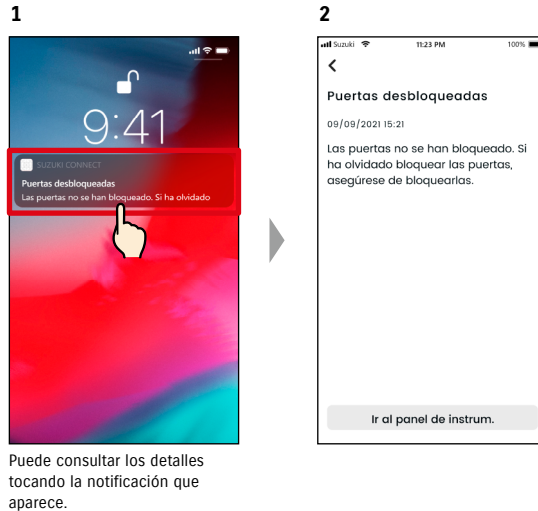 1
9:41
SUZUKI CONNECT
Puertas desbloqueadas
Las puertas no se han bloqueado. Si ha olvidado
Puede consultar los detalles
tocando la notificación que
aparece.
2
Suzuki 11:23 PM 100%
Puertas desbloqueadas
09/09/2021 15:21
Las puertas no se han bloqueado. Si
ha olvidado bloquear las puertas,
asegúrese de bloquearlas.
Ir al panel de instrum.